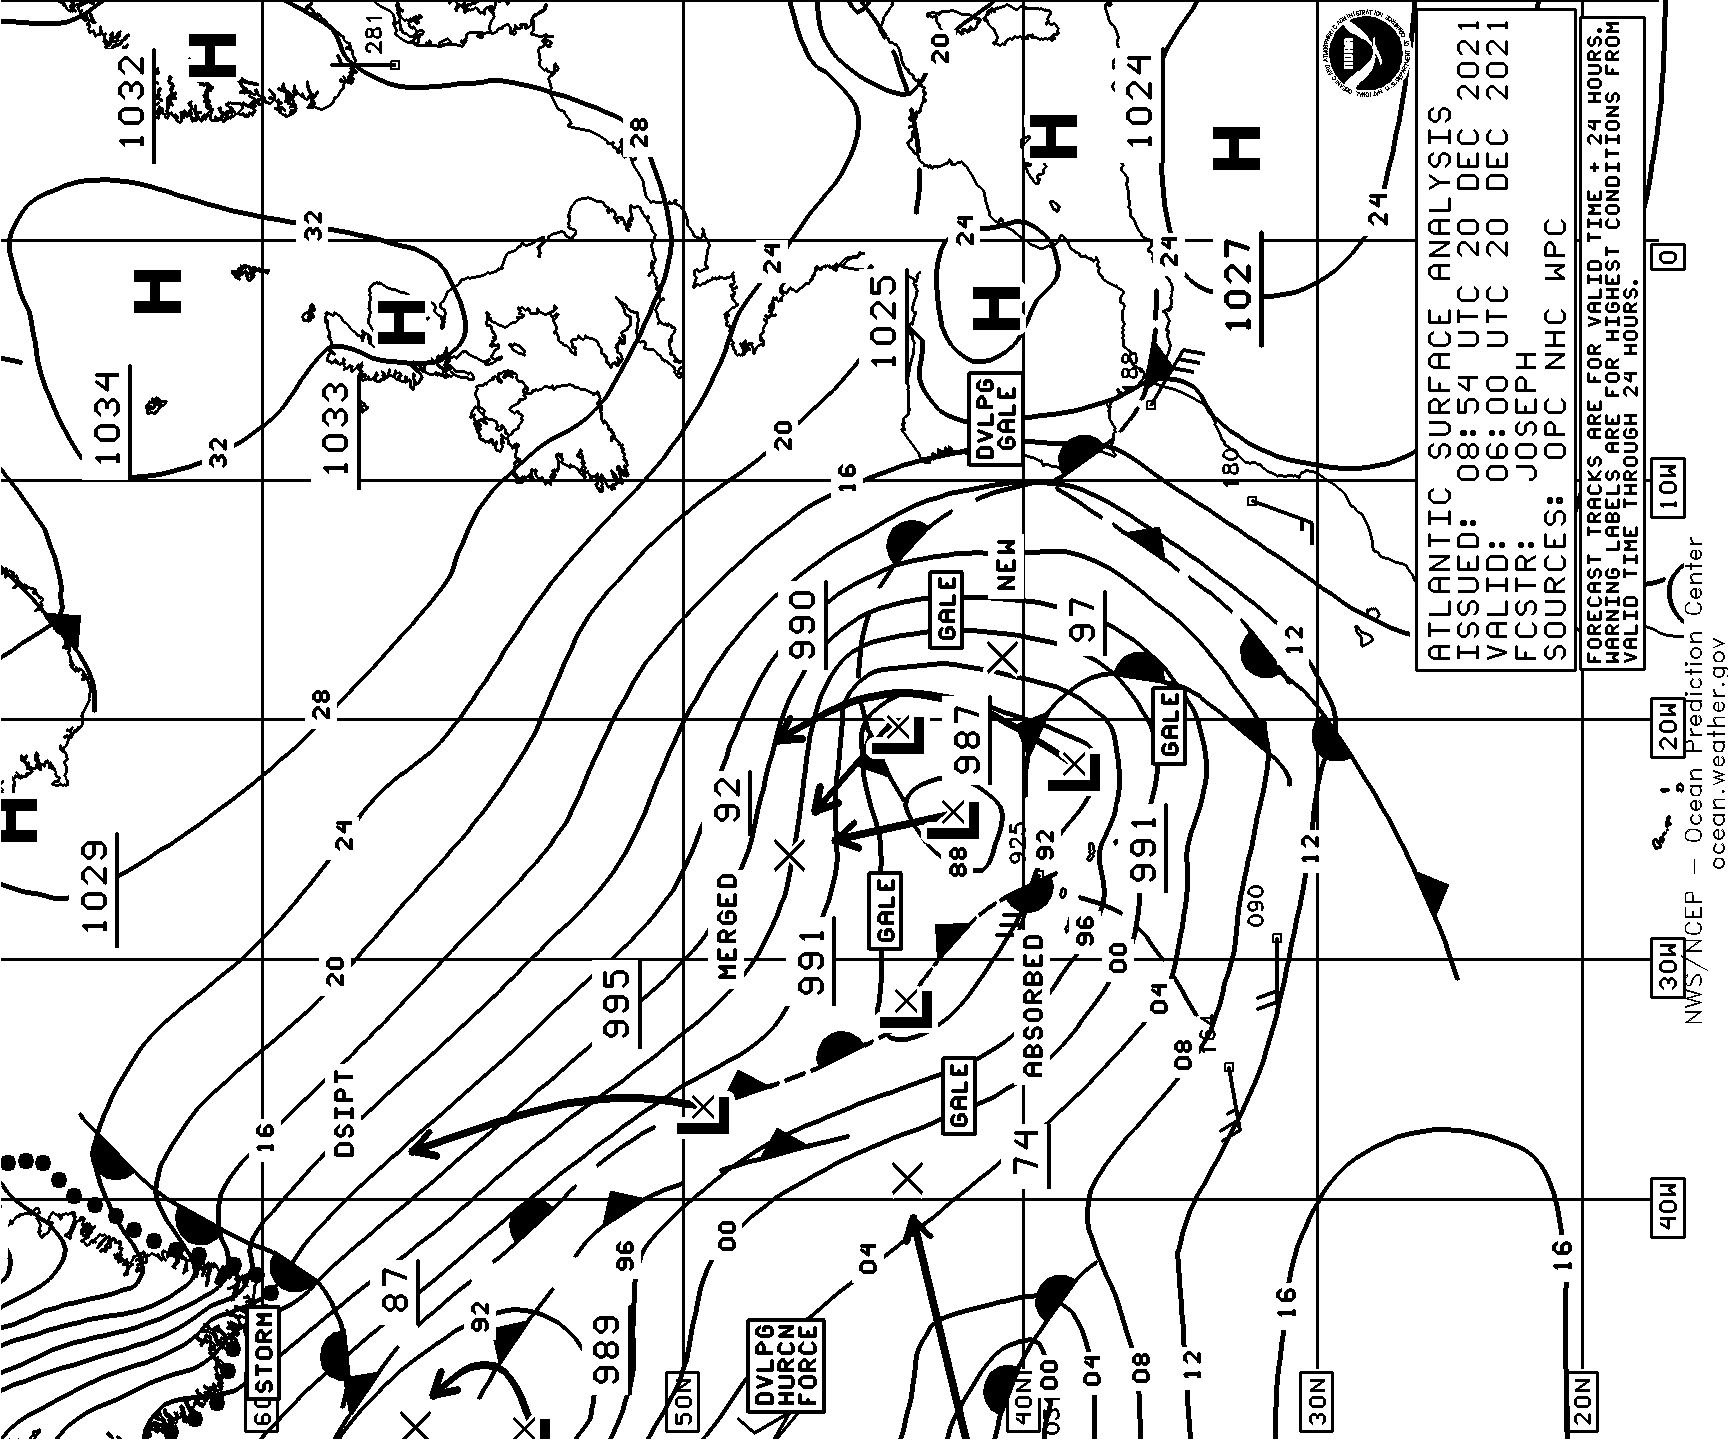 ATLANTIC SURFACE ANALYSIS
ISSUED: 08:54 UTC 20 DEC 2021
VALID: 06:00 UTC 20 DEC 2021
FCSTR: JOSEPH
SOURCES: OPC NHC WPC
FORECAST TRACKS ARE FOR VALID TIME + 24 HOURS.
WARNING LABELS ARE FOR HIGHEST CONDITIONS FROM
VALID TIME THROUGH 24 HOURS.
NWS/NCEP – Ocean Prediction Center
ocean.weather.gov
0
10W
20W
30W
40W
60
50N
40N
30N
20N
H
1032
281
H
1034
32
32
H
1033
28
H
1029
28
24
20
16
24
20
16
20
H
1025
24
H
1024
24
H
1027
24
DVLPG
GALE
88
180
NEW
GALE
990
97
12
GALE
987
L
L
L
92
88
925
92
991
12
MERGED
GALE
991
L
96
00
04
08
164
090
995
ABSORBED
DSIPT
L
GALE
74
STORM
87
92
989
96
00
04
DVLPG
HURCN
FORCE
00
04
08
12
16
16